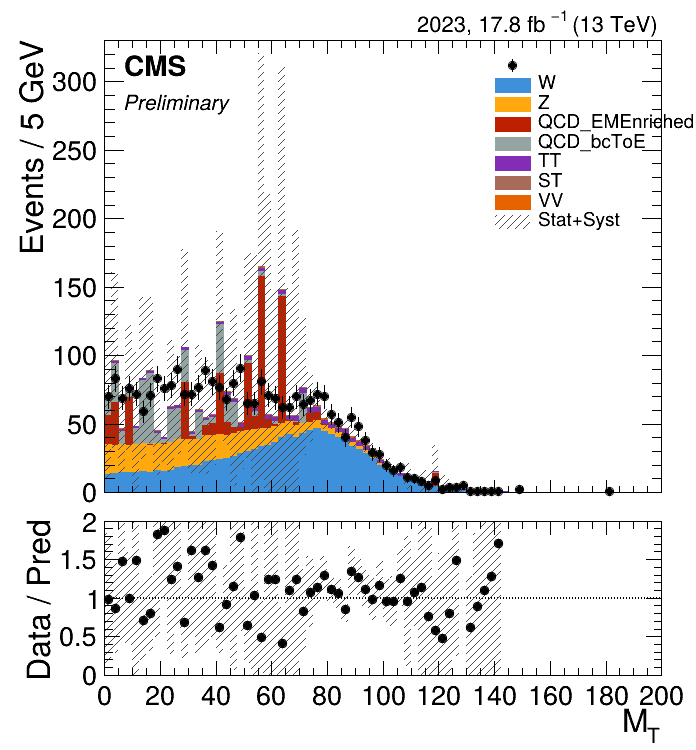 2023, 17.8 fb⁻¹ (13 TeV)
Events / 5 GeV
CMS
Preliminary
W
Z
QCD_EMEnriched
QCD_bcToE
TT
ST
VV
Stat+Syst
300
250
200
150
100
50
0
Data / Pred
2
1.5
1
0.5
0
0 20 40 60 80 100 120 140 160 180 200
M_T